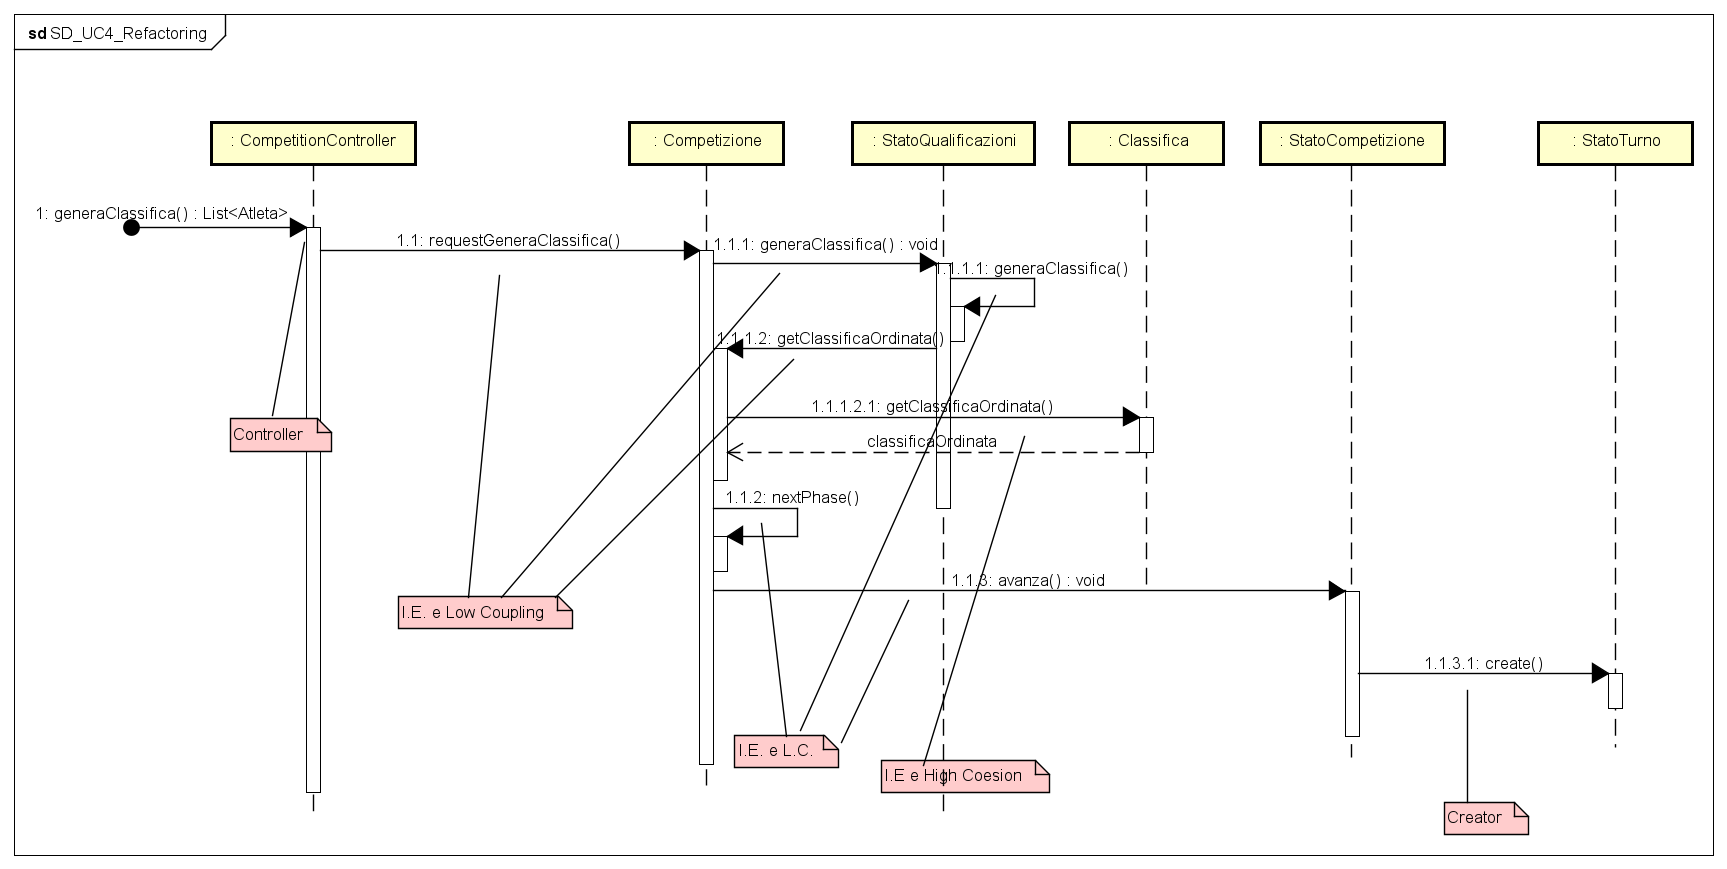 sd SD_UC4_Refactoring
: CompetitionController
: Competizione
: StatoQualificazioni
: Classifica
: StatoCompetizione
: StatoTurno
1: generaClassifica() : List<Atleta>
1.1: requestGeneraClassifica()
1.1.1: generaClassifica() : void
1.1.1.1: generaClassifica()
1.1.1.2: getClassificaOrdinata()
1.1.1.2.1: getClassificaOrdinata()
Controller
classificaOrdinata
1.1.2: nextPhase()
1.1.3: avanza() : void
I.E. e Low Coupling
1.1.3.1: create()
I.E. e L.C.
I.E e High Coesion
Creator